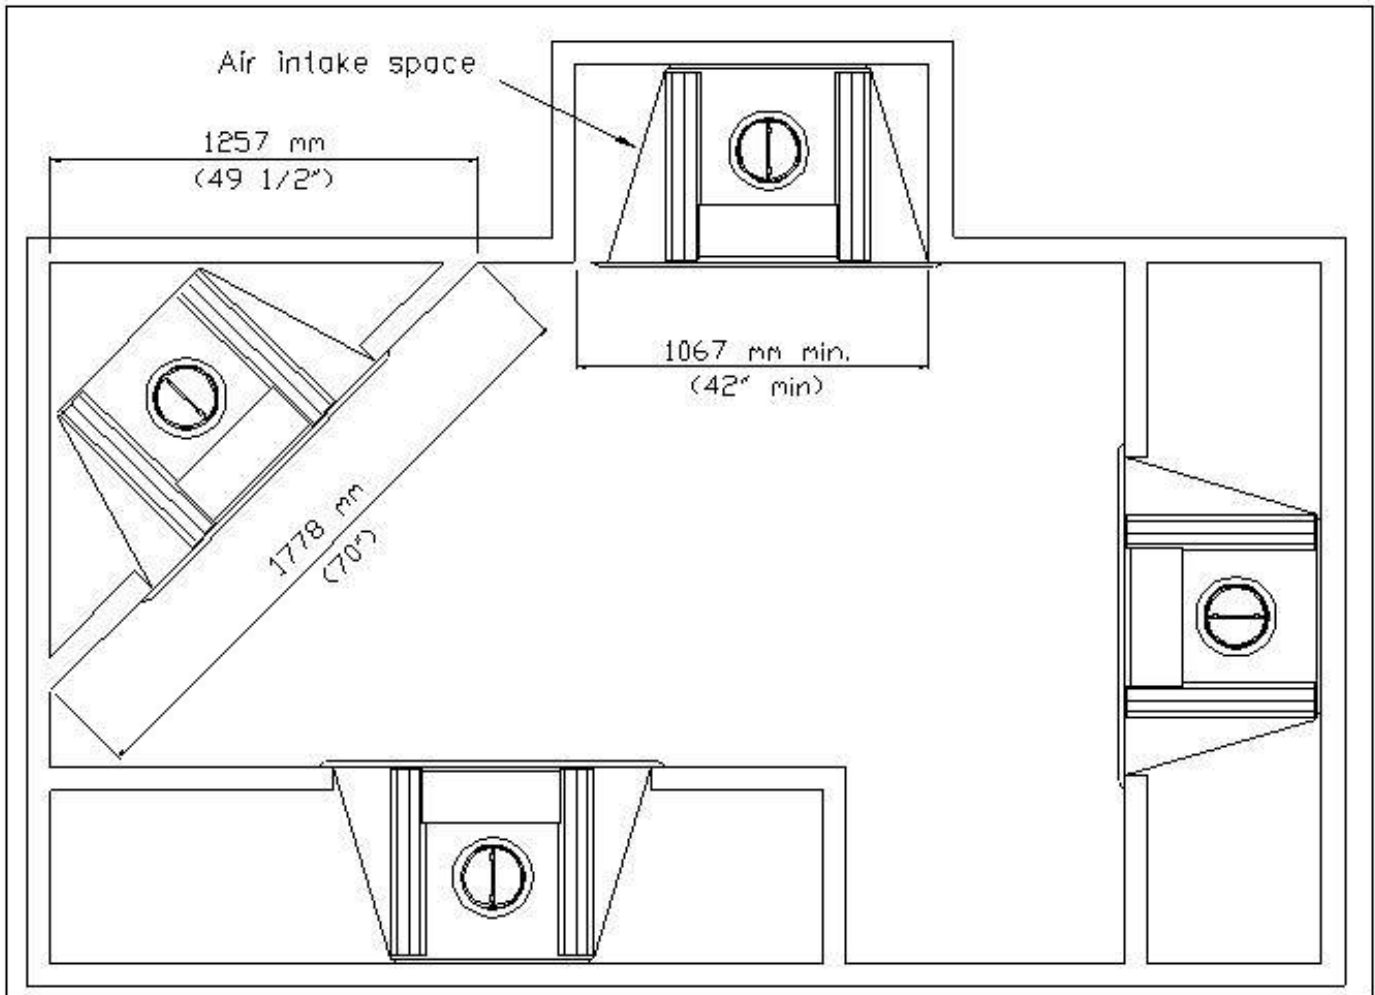 Air intake space
1257 mm
(49 1/2")
1067 mm min.
(42" min)
1778 mm
(70")